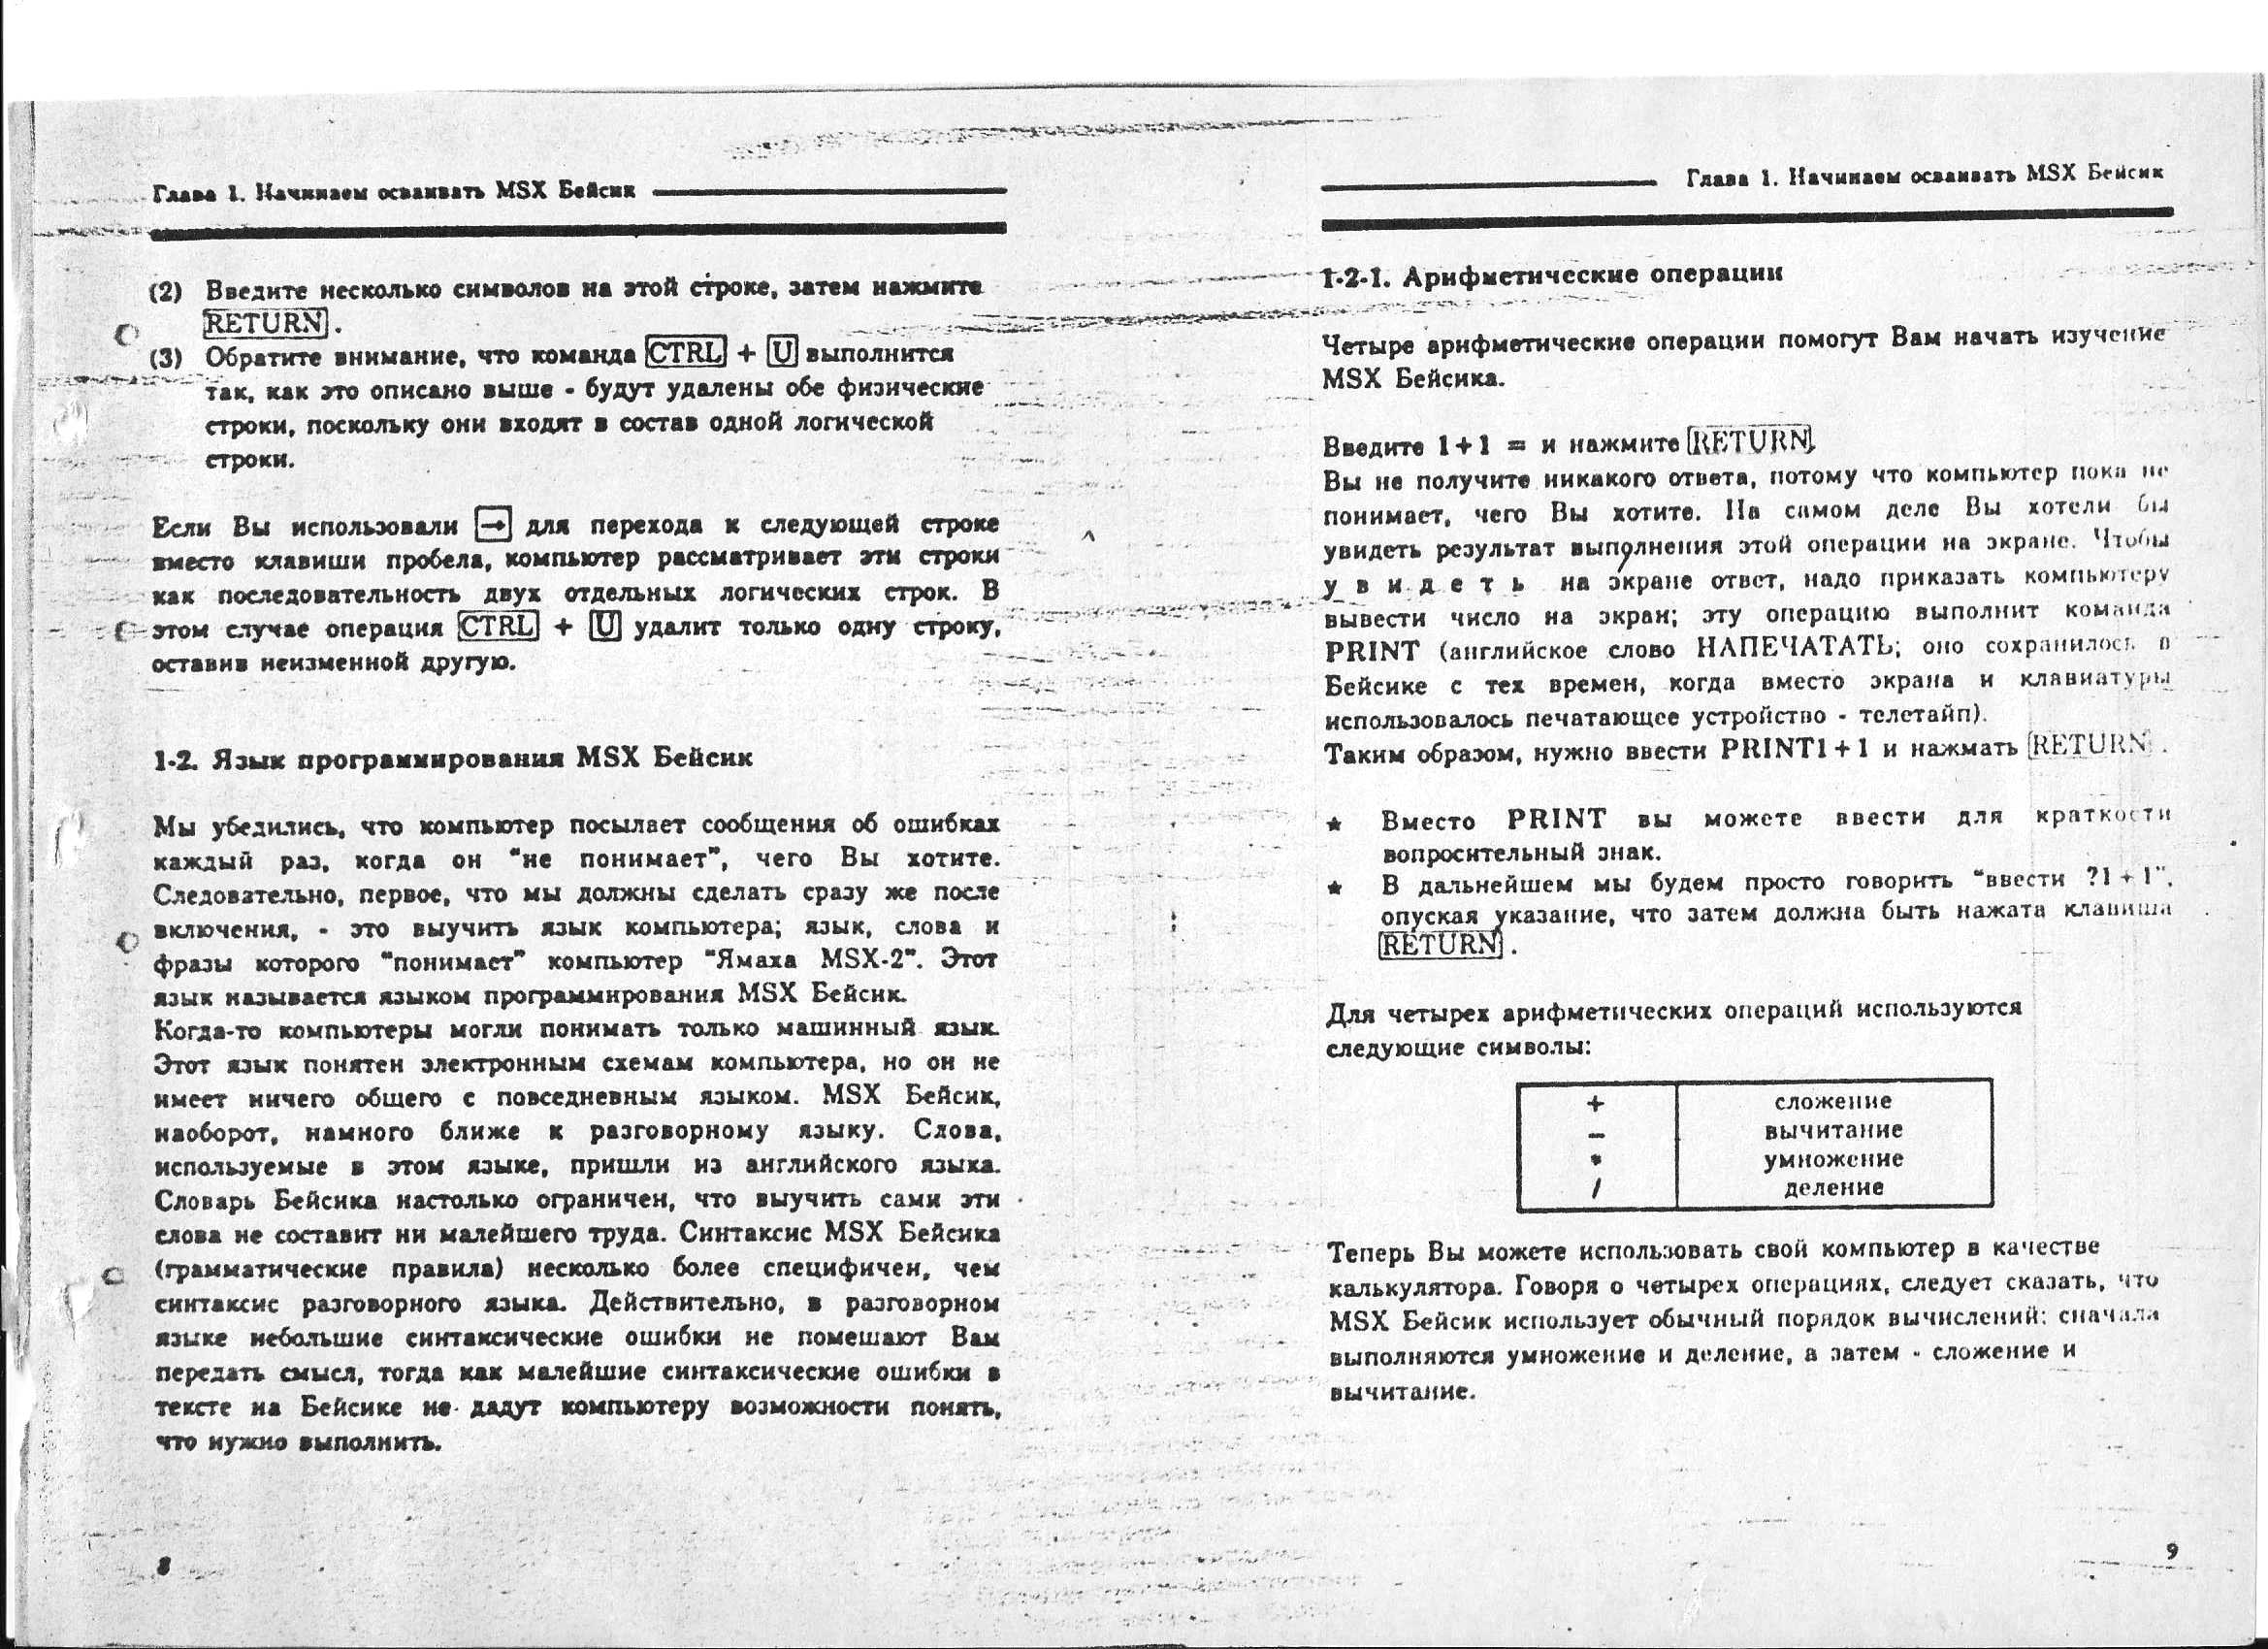 Глава 1. Начинаем осваивать MSX Бейсик
(2) Введите несколько символов на этой строке, затем нажмите
RETURN .
(3) Обратите внимание, что команда CTRL + U выполнится
так, как это описано выше - будут удалены обе физические
строки, поскольку они входят в состав одной логической
строки.
Если Вы использовали → для перехода к следующей строке
вместо клавиши пробела, компьютер рассматривает эти строки
как последовательность двух отдельных логических строк. В
этом случае операция CTRL + U удалит только одну строку,
оставив неизменной другую.
1-2. Язык программирования MSX Бейсик
Мы убедились, что компьютер посылает сообщения об ошибках
каждый раз, когда он "не понимает", чего Вы хотите.
Следовательно, первое, что мы должны сделать сразу же после
включения, - это выучить язык компьютера; язык, слова и
фразы которого "понимает" компьютер "Ямаха MSX-2". Этот
язык называется языком программирования MSX Бейсик.
Когда-то компьютеры могли понимать только машинный язык.
Этот язык понятен электронным схемам компьютера, но он не
имеет ничего общего с повседневным языком. MSX Бейсик,
наоборот, намного ближе к разговорному языку. Слова,
используемые в этом языке, пришли из английского языка.
Словарь Бейсика настолько ограничен, что выучить сами эти
слова не составит ни малейшего труда. Синтаксис MSX Бейсика
(грамматические правила) несколько более специфичен, чем
синтаксис разговорного языка. Действительно, в разговорном
языке небольшие синтаксические ошибки не помешают Вам
передать смысл, тогда как малейшие синтаксические ошибки в
тексте на Бейсике не дадут компьютеру возможности понять,
что нужно выполнить.
8
Глава 1. Начинаем осваивать MSX Бейсик
1-2-1. Арифметические операции
Четыре арифметические операции помогут Вам начать изучение
MSX Бейсика.
Введите 1+1 = и нажмите RETURN.
Вы не получите никакого ответа, потому что компьютер пока не
понимает, чего Вы хотите. На самом деле Вы хотели бы
увидеть результат выполнения этой операции на экране. Чтобы
у в и д е т ь на экране ответ, надо приказать компьютеру
вывести число на экран; эту операцию выполнит команда
PRINT (английское слово НАПЕЧАТАТЬ; оно сохранилось в
Бейсике с тех времен, когда вместо экрана и клавиатуры
использовалось печатающее устройство - телетайп).
Таким образом, нужно ввести PRINT1+1 и нажмать RETURN .
★ Вместо PRINT вы можете ввести для краткости
вопросительный знак.
★ В дальнейшем мы будем просто говорить "ввести ?1+1",
опуская указание, что затем должна быть нажата клавиша
RETURN .
Для четырех арифметических операций используются
следующие символы:
+ сложение
− вычитание
* умножение
/ деление
Теперь Вы можете использовать свой компьютер в качестве
калькулятора. Говоря о четырех операциях, следует сказать, что
MSX Бейсик использует обычный порядок вычислений: сначала
выполняются умножение и деление, а затем - сложение и
вычитание.
9